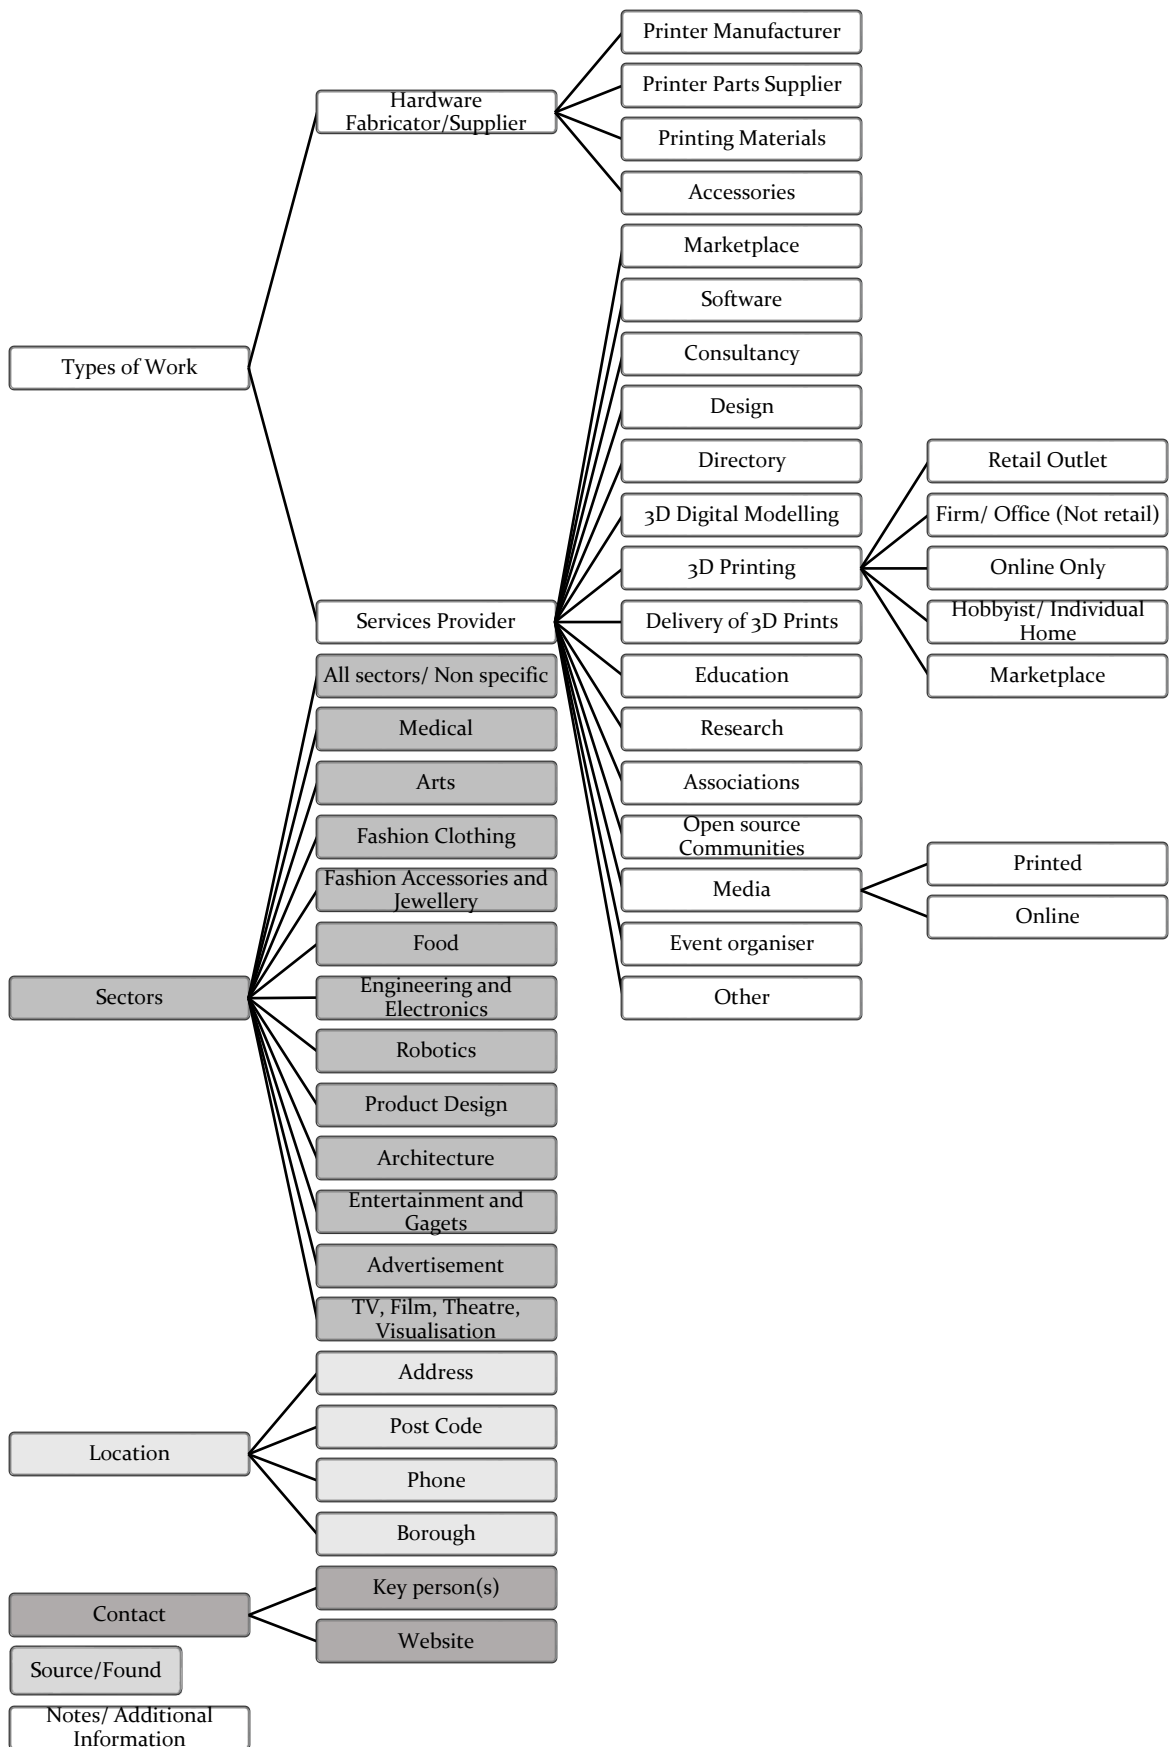 Types of Work
Hardware
Fabricator/Supplier
Printer Manufacturer
Printer Parts Supplier
Printing Materials
Accessories
Services Provider
Marketplace
Software
Consultancy
Design
Directory
3D Digital Modelling
3D Printing
Retail Outlet
Firm/ Office (Not retail)
Online Only
Hobbyist/ Individual
Home
Marketplace
Delivery of 3D Prints
Education
Research
Associations
Open source
Communities
Media
Printed
Online
Event organiser
Other
Sectors
All sectors/ Non specific
Medical
Arts
Fashion Clothing
Fashion Accessories and
Jewellery
Food
Engineering and
Electronics
Robotics
Product Design
Architecture
Entertainment and
Gagets
Advertisement
TV, Film, Theatre,
Visualisation
Location
Address
Post Code
Phone
Borough
Contact
Key person(s)
Website
Source/Found
Notes/ Additional
Information